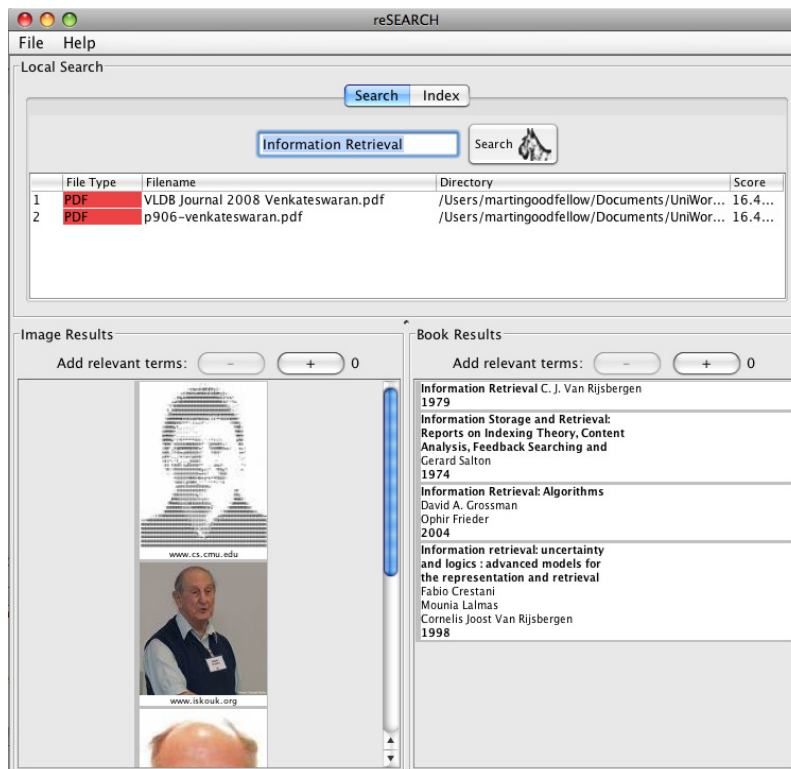 reSEARCH
File Help
Local Search
Search Index
Information Retrieval Search
File Type Filename Directory Score
1 PDF VLDB Journal 2008 Venkateswaran.pdf /Users/martingoodfellow/Documents/UniWor... 16.4...
2 PDF p906-venkateswaran.pdf /Users/martingoodfellow/Documents/UniWor... 16.4...
Image Results
Add relevant terms: - + 0
www.cs.cmu.edu
www.iskouk.org
Book Results
Add relevant terms: - + 0
Information Retrieval C. J. Van Rijsbergen
1979
Information Storage and Retrieval:
Reports on Indexing Theory, Content
Analysis, Feedback Searching and
Gerard Salton
1974
Information Retrieval: Algorithms
David A. Grossman
Ophir Frieder
2004
Information retrieval: uncertainty
and logics : advanced models for
the representation and retrieval
Fabio Crestani
Mounia Lalmas
Cornelis Joost Van Rijsbergen
1998